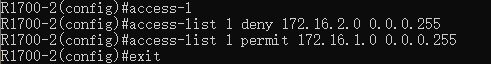 R1700-2(config)#access-l
R1700-2(config)#access-list 1 deny 172.16.2.0 0.0.0.255
R1700-2(config)#access-list 1 permit 172.16.1.0 0.0.0.255
R1700-2(config)#exit